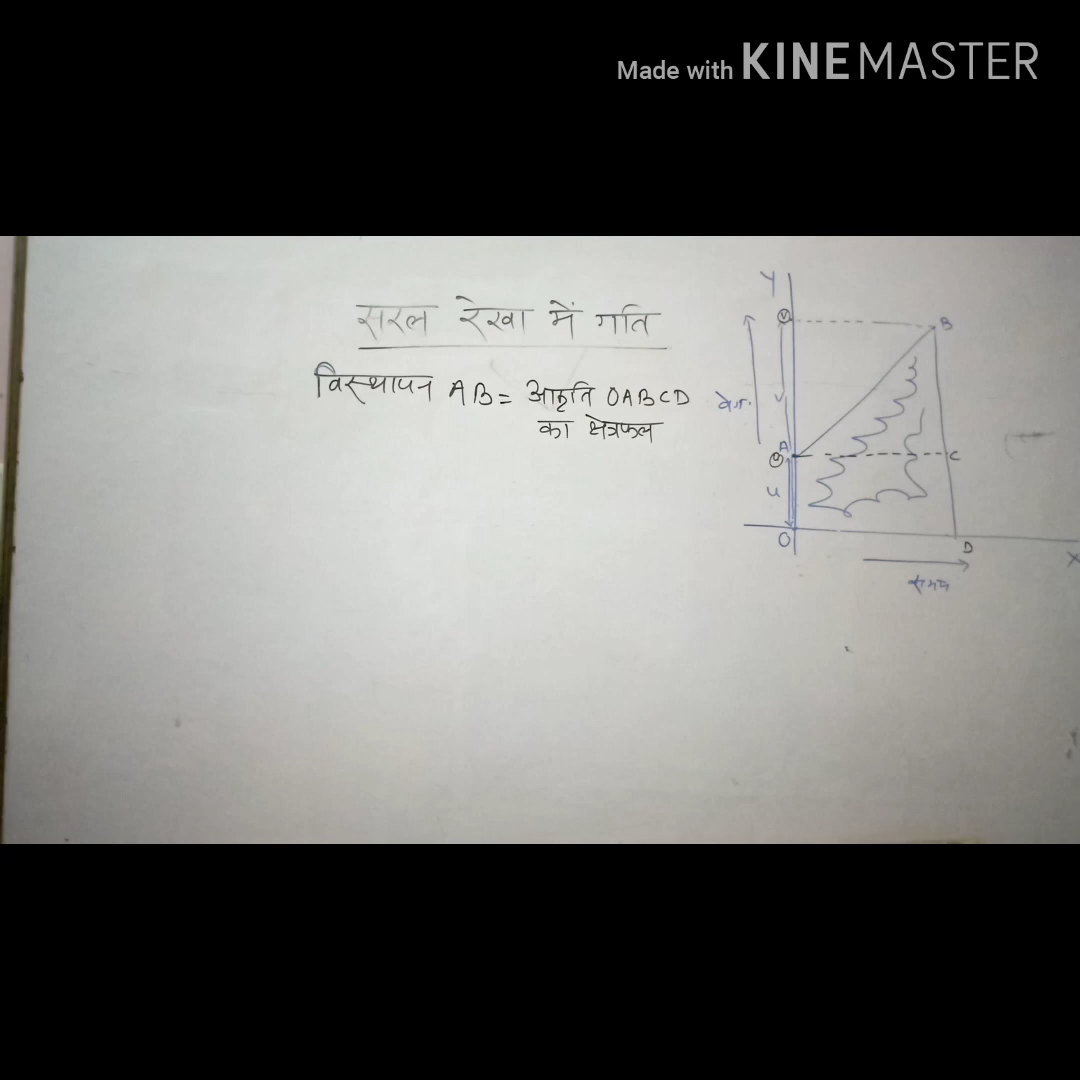 Made with KINEMASTER
सरल रेखा में गति
विस्थापन AB = आकृति OABCD
का क्षेत्रफल
Y
V
B
वेग
V
A
C
u
O
D
X
समय